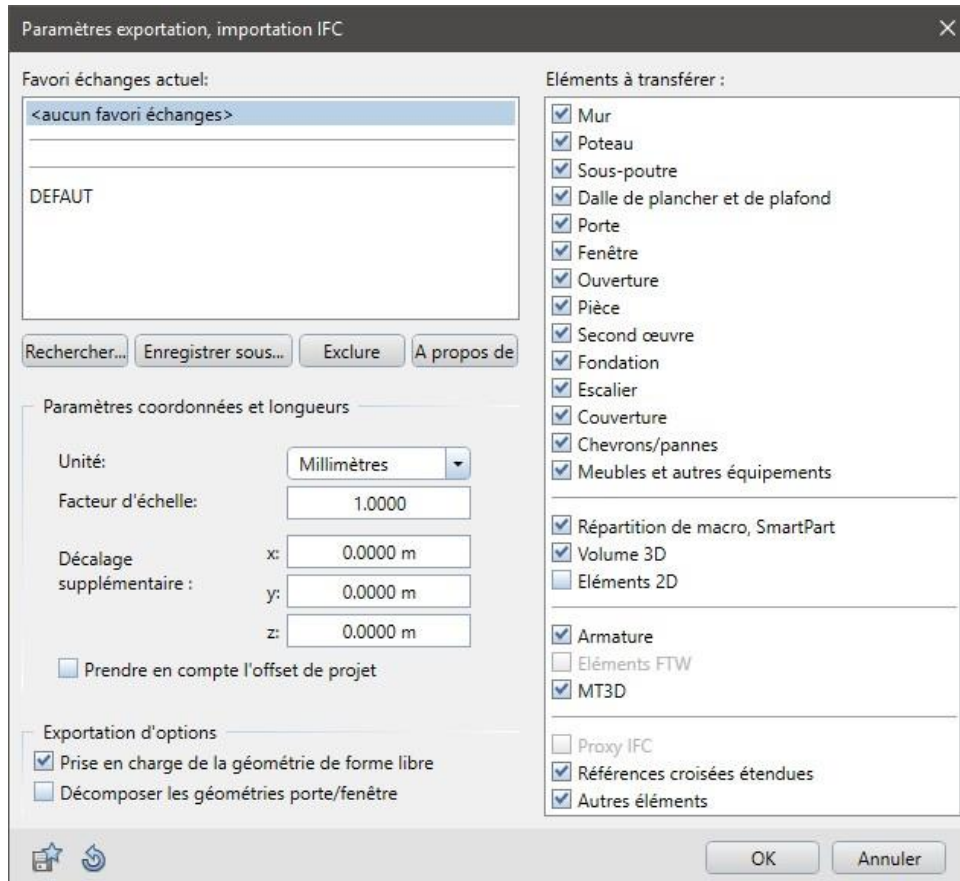 Paramètres exportation, importation IFC
Favori échanges actuel:
<aucun favori échanges>
DEFAUT
Rechercher...
Enregistrer sous...
Exclure
A propos de
Paramètres coordonnées et longueurs
Unité:
Millimètres
Facteur d'échelle:
1.0000
Décalage
supplémentaire :
x:
0.0000 m
y:
0.0000 m
z:
0.0000 m
Prendre en compte l'offset de projet
Exportation d'options
Prise en charge de la géométrie de forme libre
Décomposer les géométries porte/fenêtre
Eléments à transférer :
Mur
Poteau
Sous-poutre
Dalle de plancher et de plafond
Porte
Fenêtre
Ouverture
Pièce
Second œuvre
Fondation
Escalier
Couverture
Chevrons/pannes
Meubles et autres équipements
Répartition de macro, SmartPart
Volume 3D
Eléments 2D
Armature
Eléments FTW
MT3D
Proxy IFC
Références croisées étendues
Autres éléments
OK
Annuler